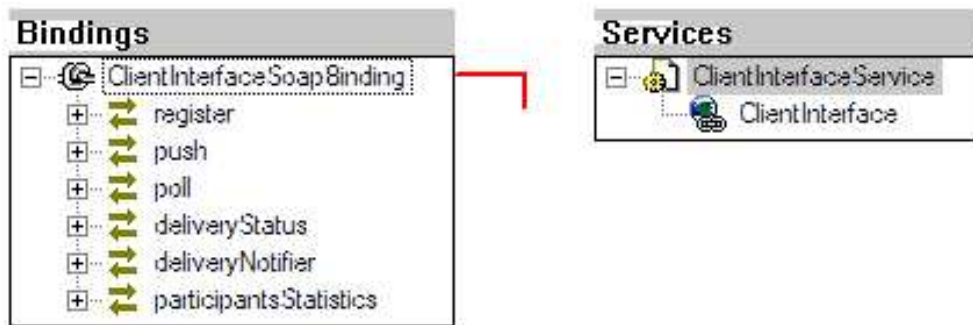 Bindings
ClientInterfaceSoapBinding
register
push
poll
deliveryStatus
deliveryNotifier
participantsStatistics
Services
ClientInterfaceService
ClientInterface